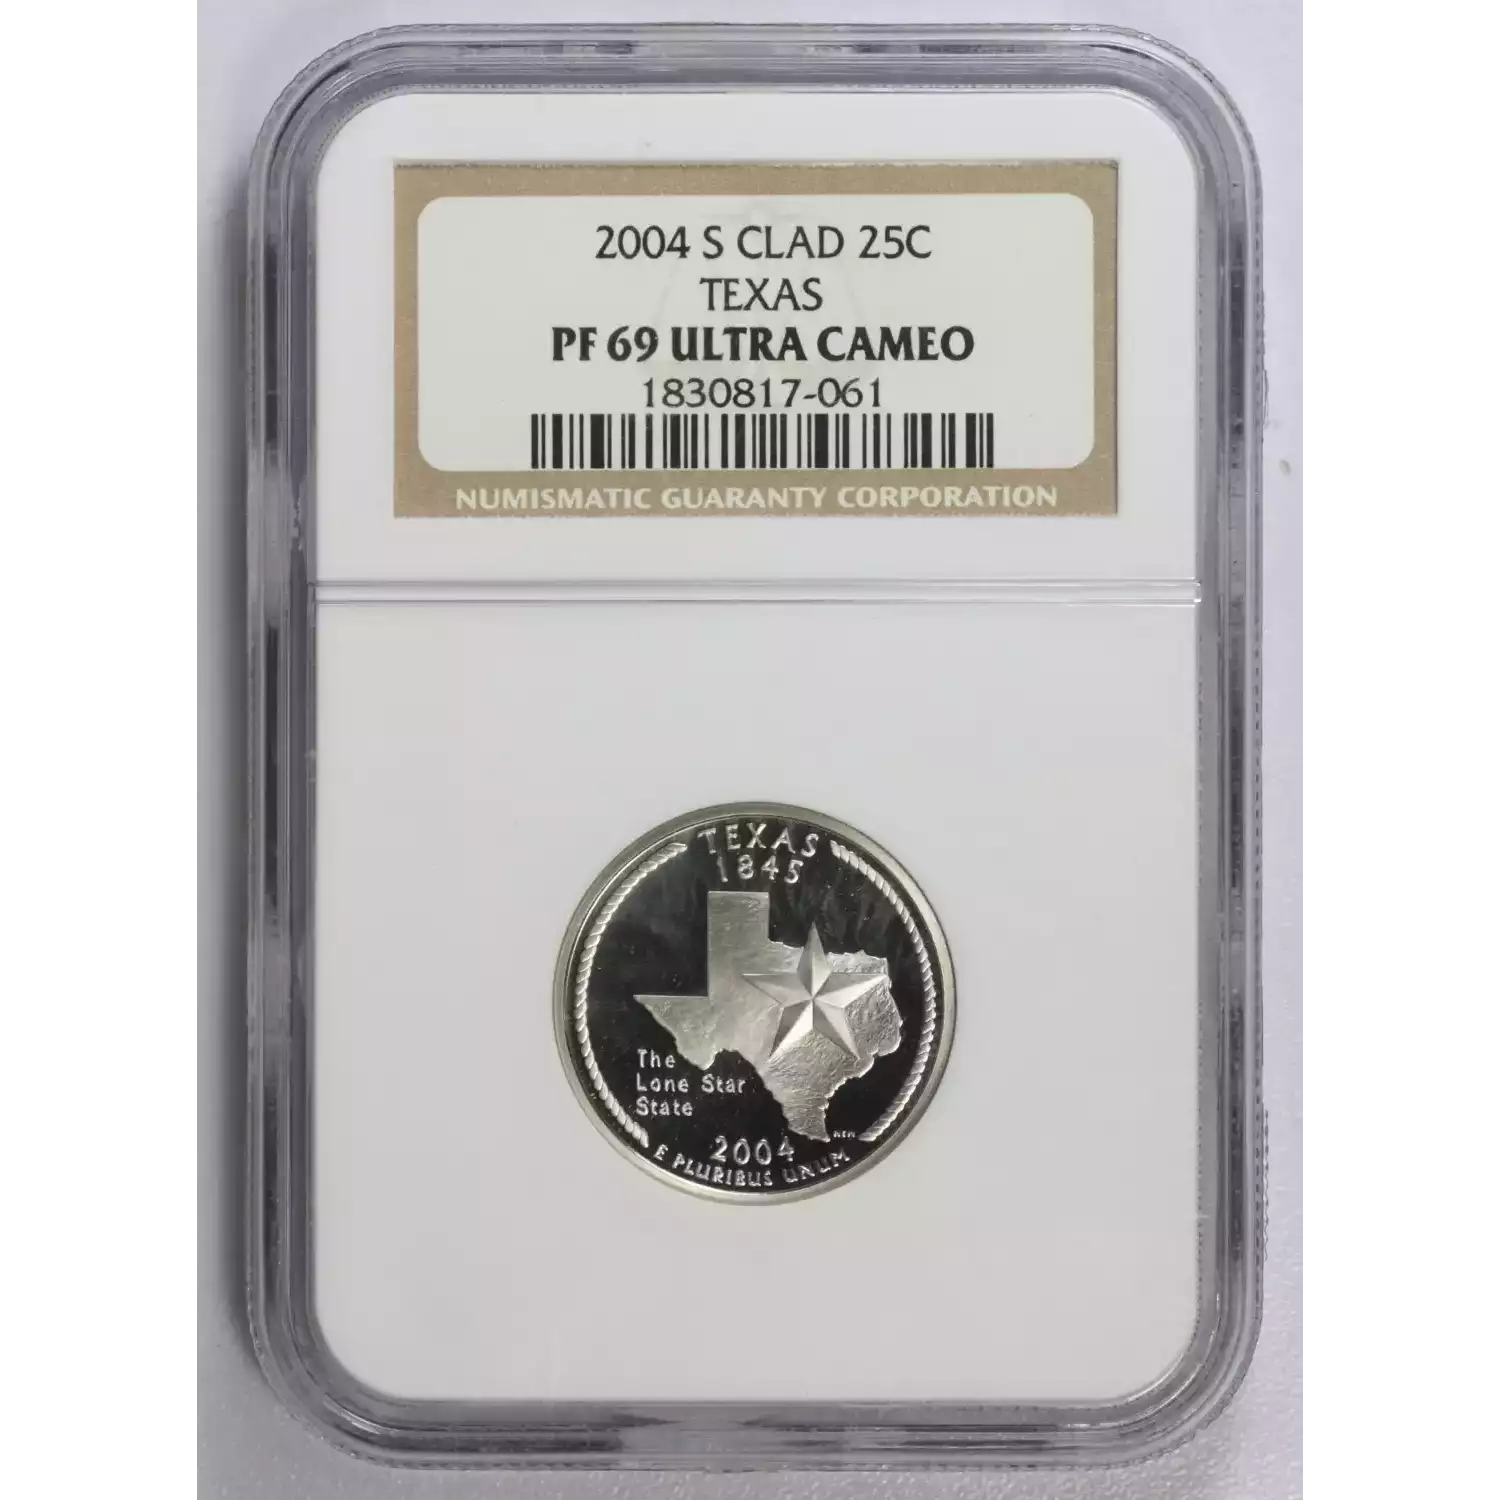 2004 S CLAD 25C
TEXAS
PF 69 ULTRA CAMEO
1830817-061
NUMISMATIC GUARANTY CORPORATION
TEXAS
1845
The
Lone Star
State
2004
E PLURIBUS UNUM